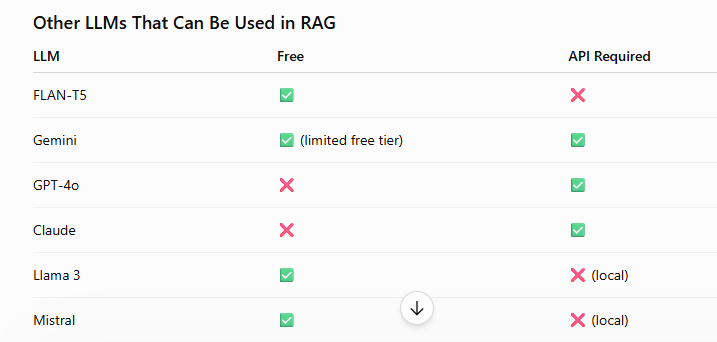 Other LLMs That Can Be Used in RAG
LLM Free API Required
FLAN-T5 ✅ ❌
Gemini ✅ (limited free tier) ✅
GPT-4o ❌ ✅
Claude ❌ ✅
Llama 3 ✅ ❌ (local)
Mistral ✅ ❌ (local)